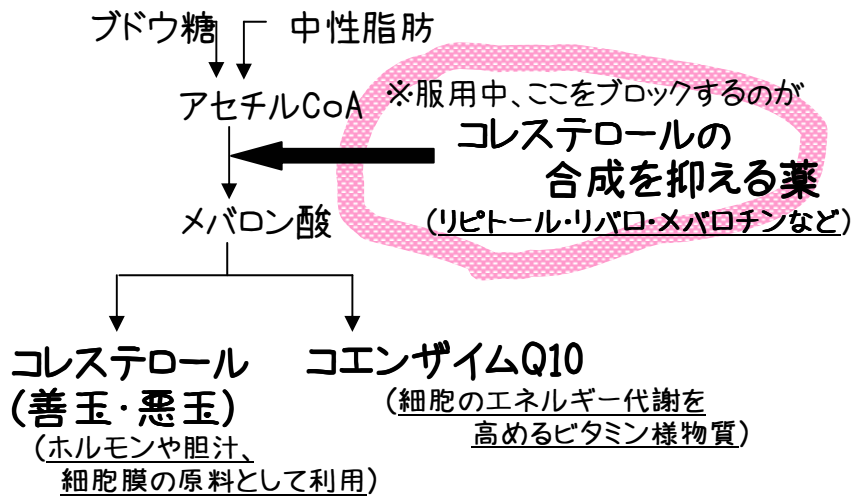 ブドウ糖 中性脂肪
アセチルCoA
※服用中、ここをブロックするのが
コレステロールの
合成を抑える薬
(リピトール・リバロ・メバロチンなど)
メバロン酸
コレステロール
(善玉・悪玉)
(ホルモンや胆汁、
細胞膜の原料として利用)
コエンザイムQ10
(細胞のエネルギー代謝を
高めるビタミン様物質)